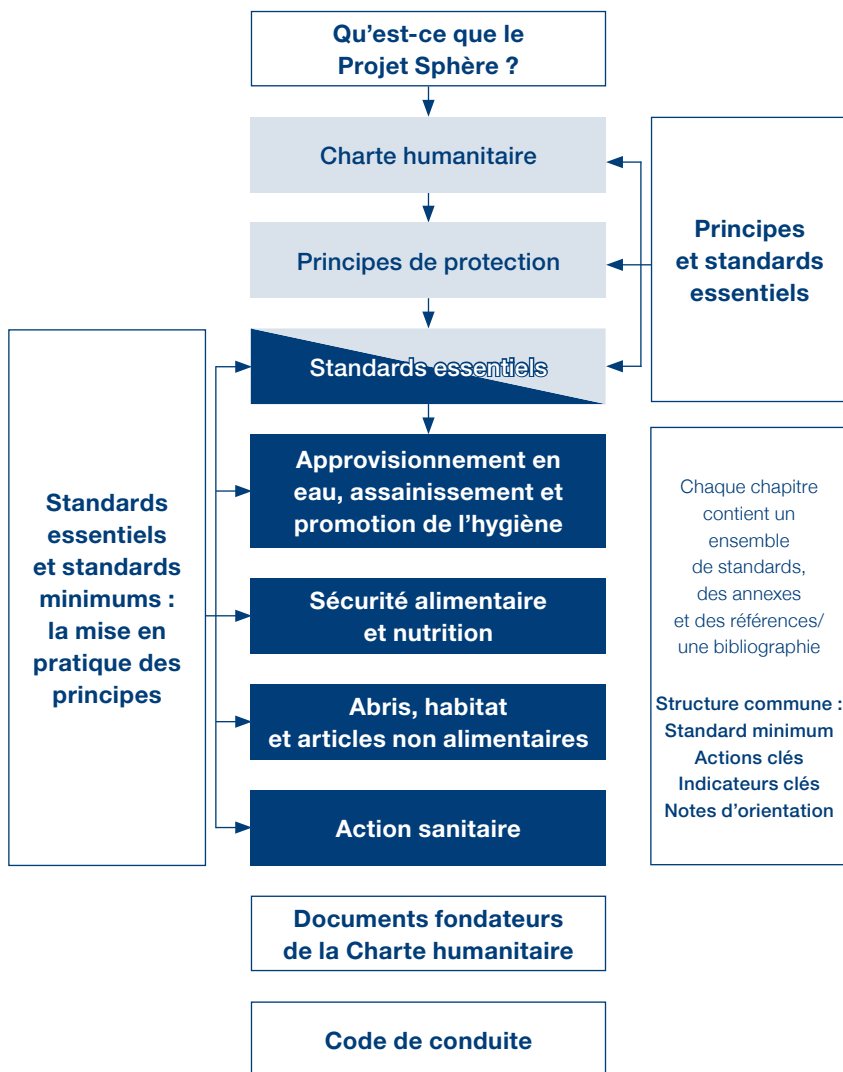 Qu'est-ce que le
Projet Sphère ?
Charte humanitaire
Principes de protection
Principes
et standards
essentiels
Standards essentiels
Standards
essentiels
et standards
minimums :
la mise en
pratique des
principes
Approvisionnement en
eau, assainissement et
promotion de l'hygiène
Sécurité alimentaire
et nutrition
Abris, habitat
et articles non alimentaires
Action sanitaire
Chaque chapitre
contient un
ensemble
de standards,
des annexes
et des références/
une bibliographie
Structure commune :
Standard minimum
Actions clés
Indicateurs clés
Notes d'orientation
Documents fondateurs
de la Charte humanitaire
Code de conduite